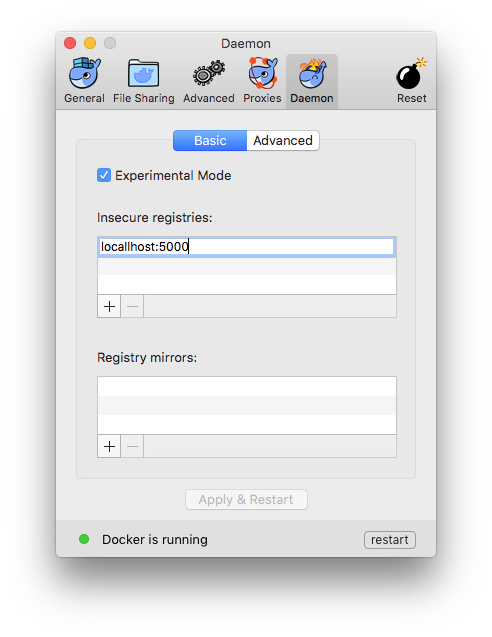 Daemon
General File Sharing Advanced Proxies Daemon Reset
Basic Advanced
Experimental Mode
Insecure registries:
locallhost:5000
Registry mirrors:
Apply & Restart
Docker is running restart